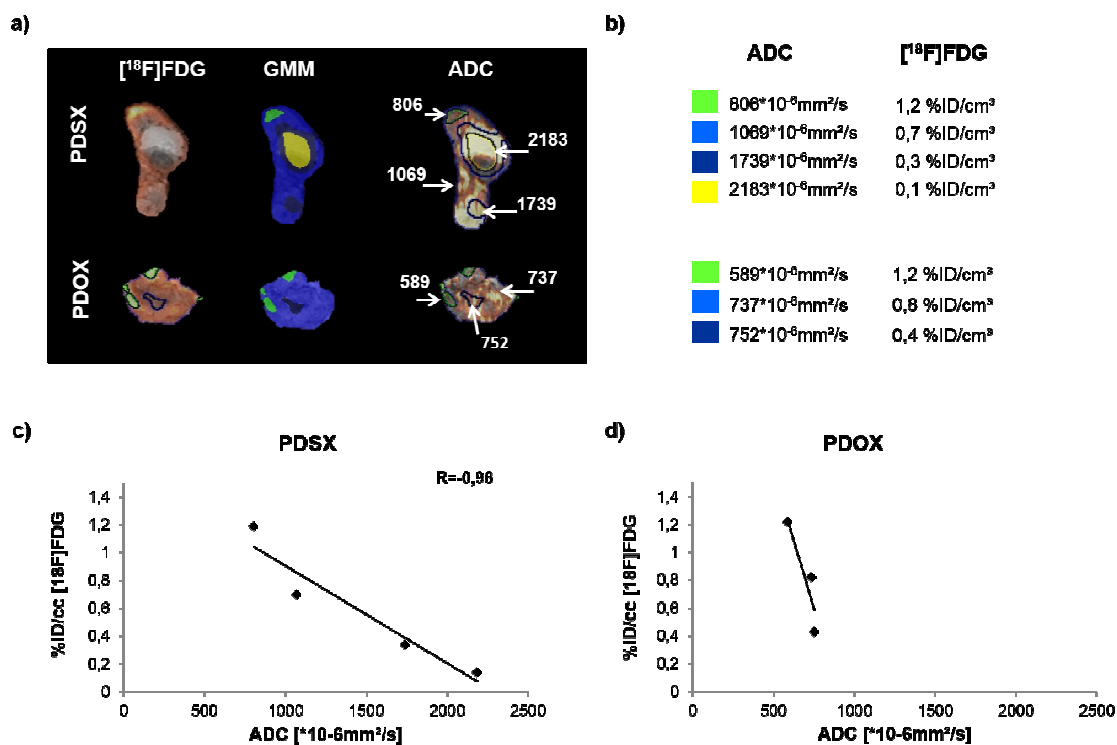 a)
[¹⁸F]FDG GMM ADC
PDSX
806
2183
1069
1739
PDOX
589
737
752
b)
ADC [¹⁸F]FDG
806*10⁻⁶mm²/s 1,2 %ID/cm³
1069*10⁻⁶mm²/s 0,7 %ID/cm³
1739*10⁻⁶mm²/s 0,3 %ID/cm³
2183*10⁻⁶mm²/s 0,1 %ID/cm³
589*10⁻⁶mm²/s 1,2 %ID/cm³
737*10⁻⁶mm²/s 0,8 %ID/cm³
752*10⁻⁶mm²/s 0,4 %ID/cm³
c)
PDSX
R=-0,96
%ID/cc [18F]FDG
1,4
1,2
1
0,8
0,6
0,4
0,2
0
0 500 1000 1500 2000 2500
ADC [*10-6mm²/s]
d)
PDOX
%ID/cc [18F]FDG
1,4
1,2
1
0,8
0,6
0,4
0,2
0
0 500 1000 1500 2000 2500
ADC [*10-6mm²/s]